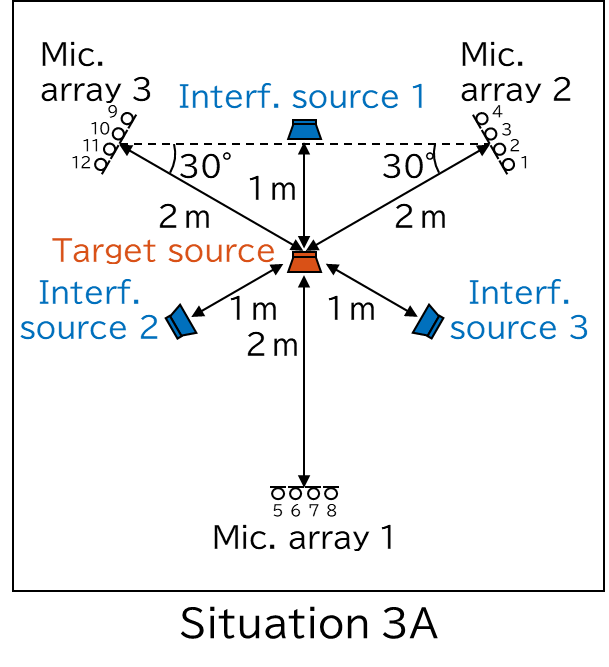 Mic.
array 3
Mic.
array 2
Interf. source 1
9
10
11
12
4
3
2
1
30°
30°
1 m
2 m
2 m
Target source
Interf.
source 2
1 m
1 m
Interf.
source 3
2 m
5 6 7 8
Mic. array 1
Situation 3A